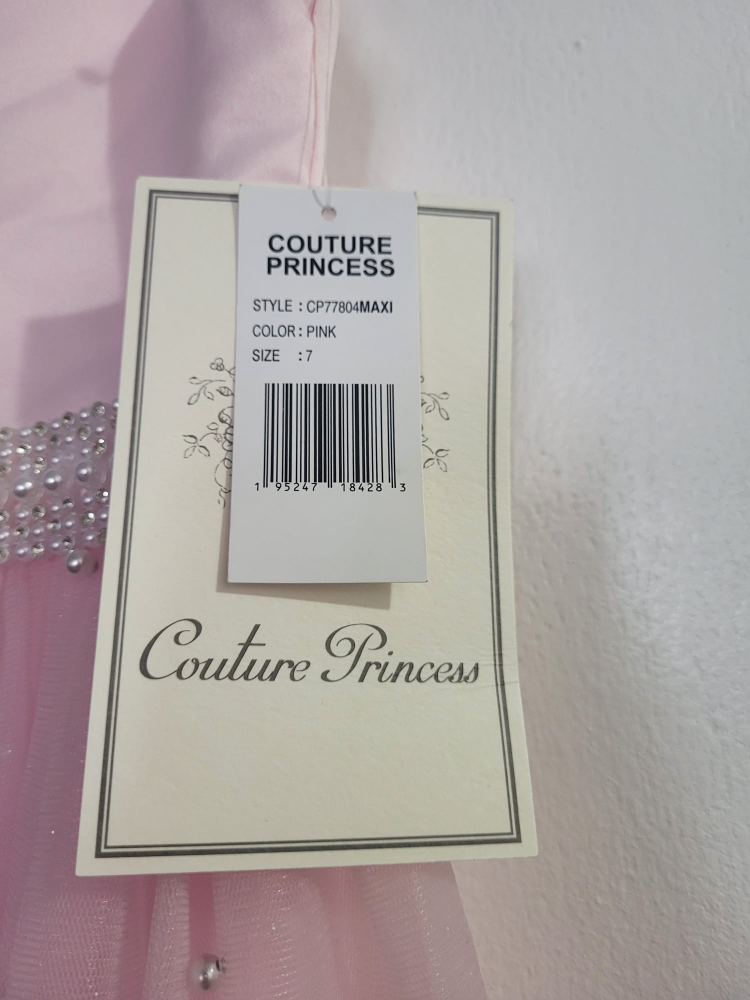 COUTURE
PRINCESS
STYLE : CP77804MAXI
COLOR : PINK
SIZE : 7
1 95247 18428 3
Couture Princess